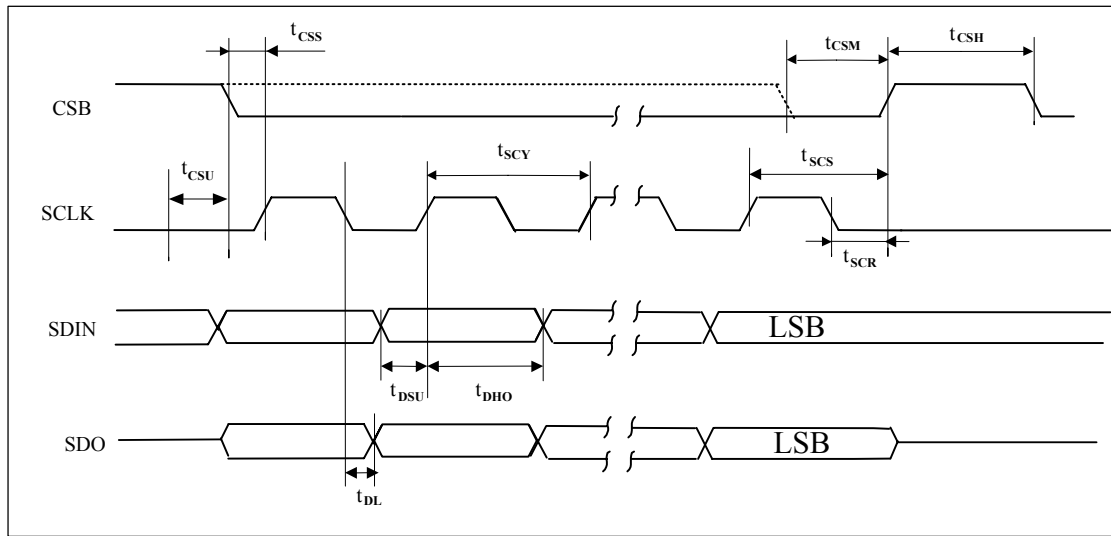 tCSS
tCSM
tCSH
CSB
tCSU
tSCY
tSCS
SCLK
tSCR
SDIN
LSB
tDSU
tDHO
SDO
LSB
tDL